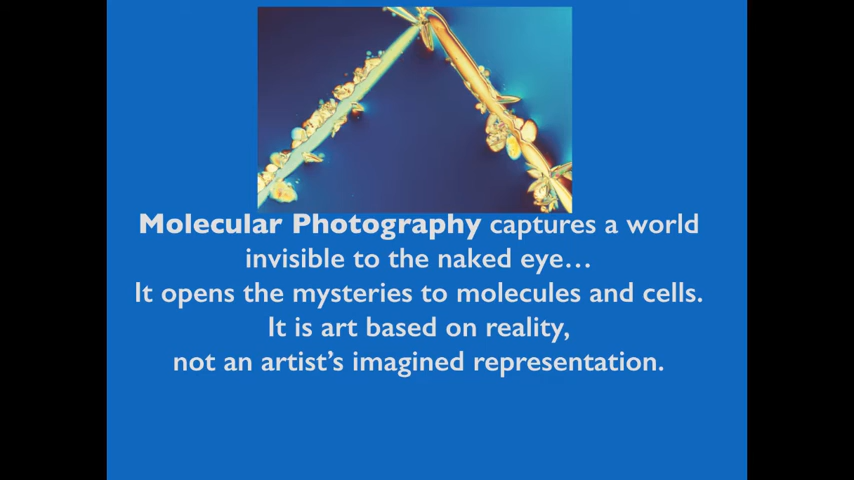 Molecular Photography captures a world
invisible to the naked eye…
It opens the mysteries to molecules and cells.
It is art based on reality,
not an artist’s imagined representation.